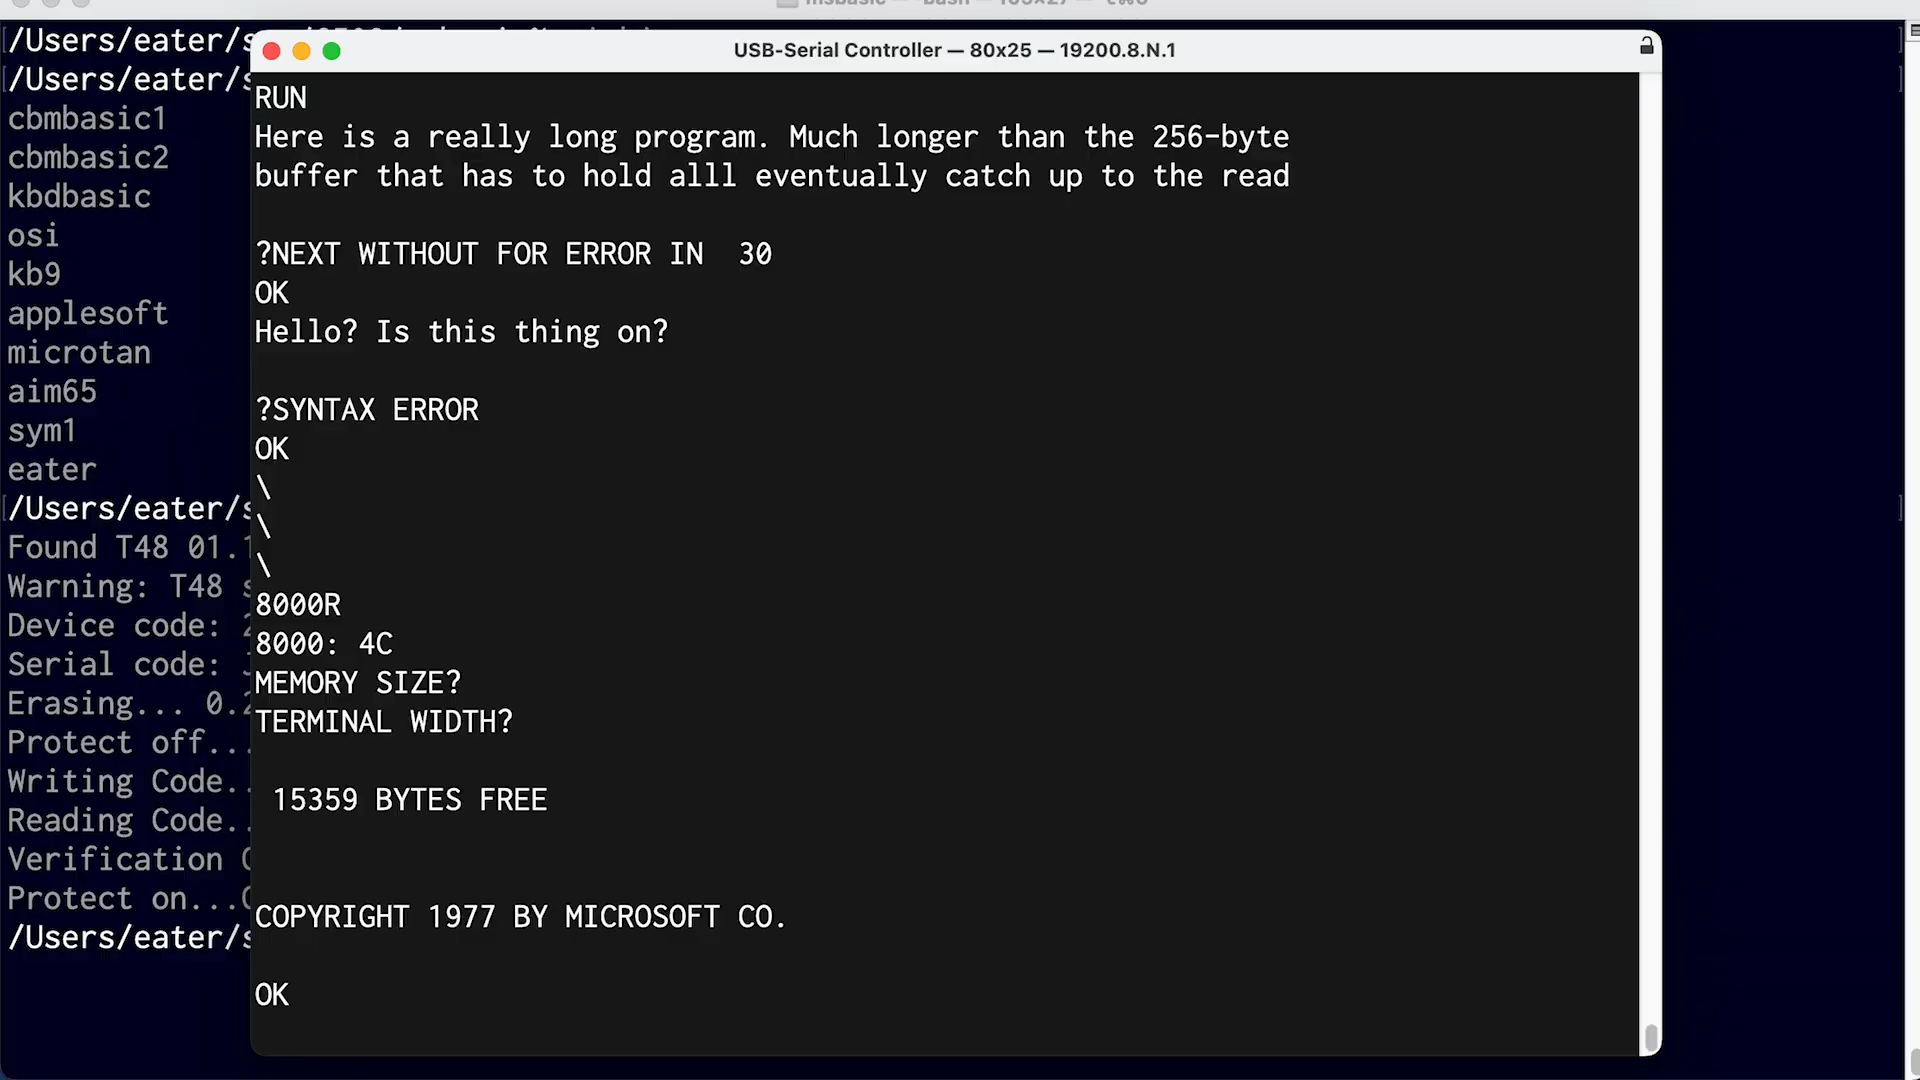 USB-Serial Controller — 80x25 — 19200.8.N.1
/Users/eater/s
/Users/eater/s
cbmbasic1
cbmbasic2
kbdbasic
osi
kb9
applesoft
microtan
aim65
sym1
eater
/Users/eater/s
Found T48 01.1
Warning: T48 s
Device code: 2
Serial code:
Erasing... 0.2
Protect off...
Writing Code..
Reading Code..
Verification O
Protect on...O
/Users/eater/s
RUN
Here is a really long program. Much longer than the 256-byte
buffer that has to hold alll eventually catch up to the read
?NEXT WITHOUT FOR ERROR IN  30
OK
Hello? Is this thing on?
?SYNTAX ERROR
OK
\
\
\
8000R
8000: 4C
MEMORY SIZE?
TERMINAL WIDTH?
15359 BYTES FREE
COPYRIGHT 1977 BY MICROSOFT CO.
OK